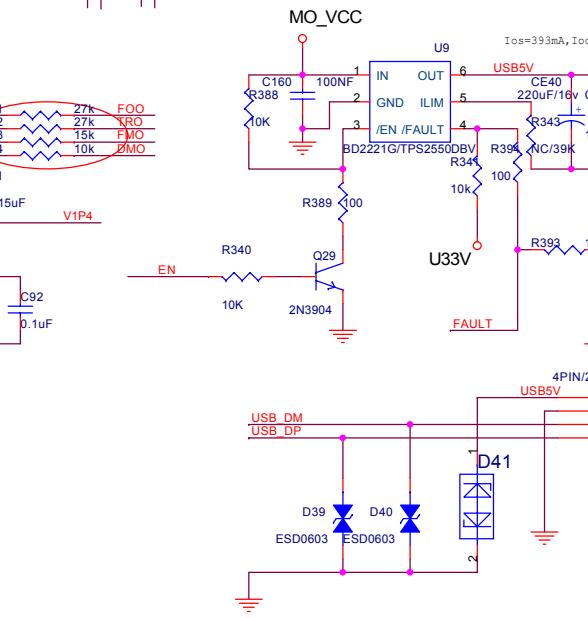 MO_VCC
Ios=393mA,Ioc
U9
USB5V
C160
100NF
R388
10K
1
IN
OUT
6
2
GND
ILIM
5
3
/EN
/FAULT
4
BD2221G/TPS2550DBV
CE40
220uF/16v
+
R343
NC/39K
R394
100
R341
10k
U33V
R393
FAULT
27k
FOO
27k
TRO
15k
FMO
10k
DMO
15uF
V1P4
R389
100
EN
R340
10K
Q29
2N3904
C92
0.1uF
4PIN/2
USB5V
USB_DM
USB_DP
1
D41
2
D39
ESD0603
D40
ESD0603